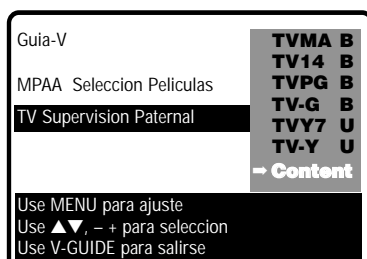 Guia-V
MPAA Seleccion Peliculas
TV Supervision Paternal
TVMA B
TV14 B
TVPG B
TV-G B
TVY7 U
TV-Y U
➡ Content
Use MENU para ajuste
Use ▲▼, – + para seleccion
Use V-GUIDE para salirse